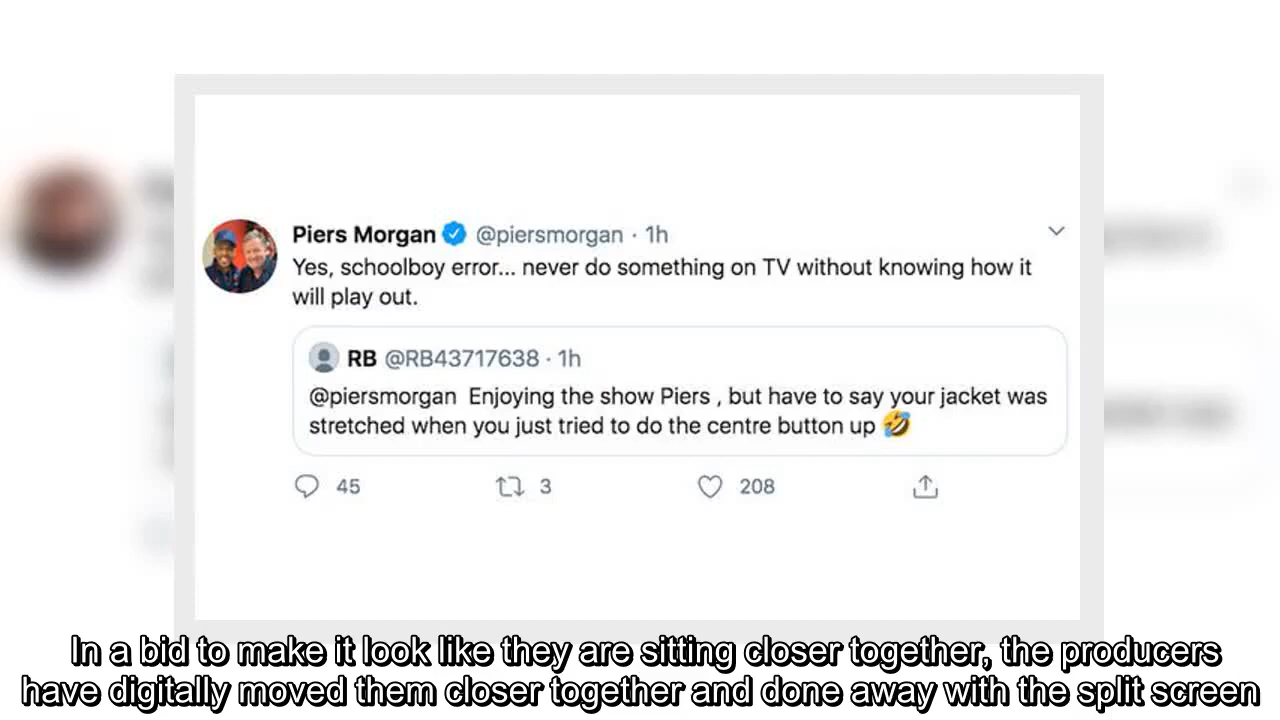 Piers Morgan @piersmorgan · 1h
Yes, schoolboy error... never do something on TV without knowing how it
will play out.
RB @RB43717638 · 1h
@piersmorgan Enjoying the show Piers , but have to say your jacket was
stretched when you just tried to do the centre button up 🤣
45 3 208
In a bid to make it look like they are sitting closer together, the producers
have digitally moved them closer together and done away with the split screen